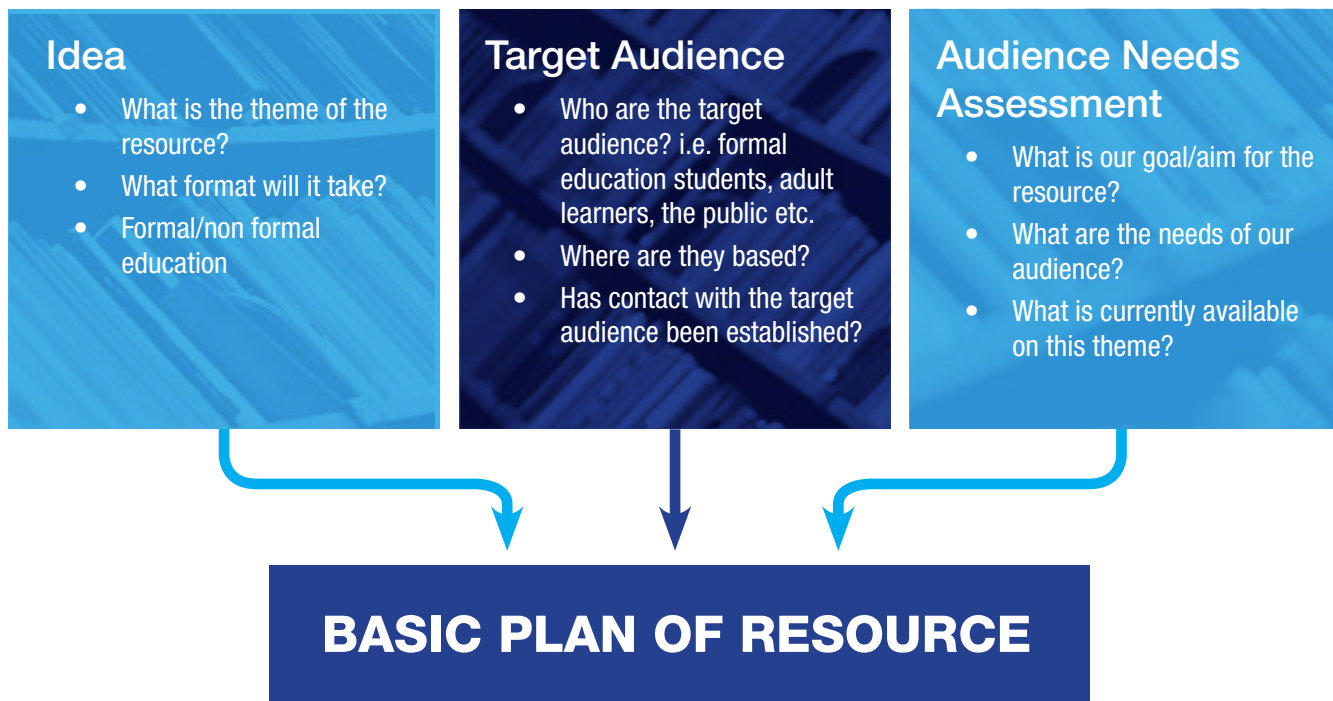 Idea
• What is the theme of the
resource?
• What format will it take?
• Formal/non formal
education
Target Audience
• Who are the target
audience? i.e. formal
education students, adult
learners, the public etc.
• Where are they based?
• Has contact with the target
audience been established?
Audience Needs
Assessment
• What is our goal/aim for the
resource?
• What are the needs of our
audience?
• What is currently available
on this theme?
BASIC PLAN OF RESOURCE